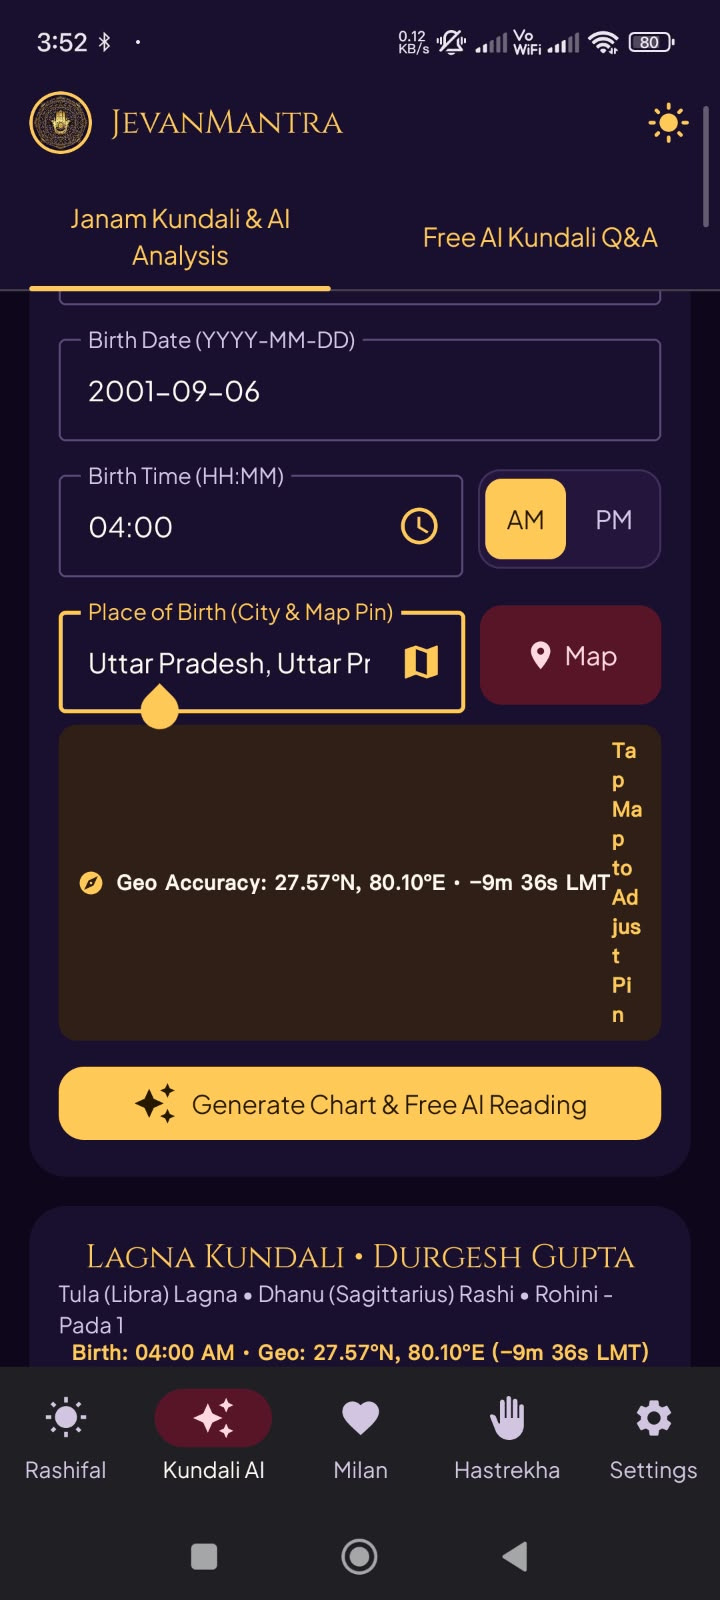 3:52
0.12 KB/s
Vo WiFi
80
JevanMantra
Janam Kundali & AI
Analysis
Free AI Kundali Q&A
Birth Date (YYYY-MM-DD)
2001-09-06
Birth Time (HH:MM)
04:00
AM
PM
Place of Birth (City & Map Pin)
Uttar Pradesh, Uttar Pr
Map
Geo Accuracy: 27.57°N, 80.10°E • -9m 36s LMT
Ta
p
Ma
p
to
Ad
jus
t
Pi
n
Generate Chart & Free AI Reading
Lagna Kundali • Durgesh Gupta
Tula (Libra) Lagna • Dhanu (Sagittarius) Rashi • Rohini -
Pada 1
Birth: 04:00 AM • Geo: 27.57°N, 80.10°E (-9m 36s LMT)
Rashifal
Kundali AI
Milan
Hastrekha
Settings